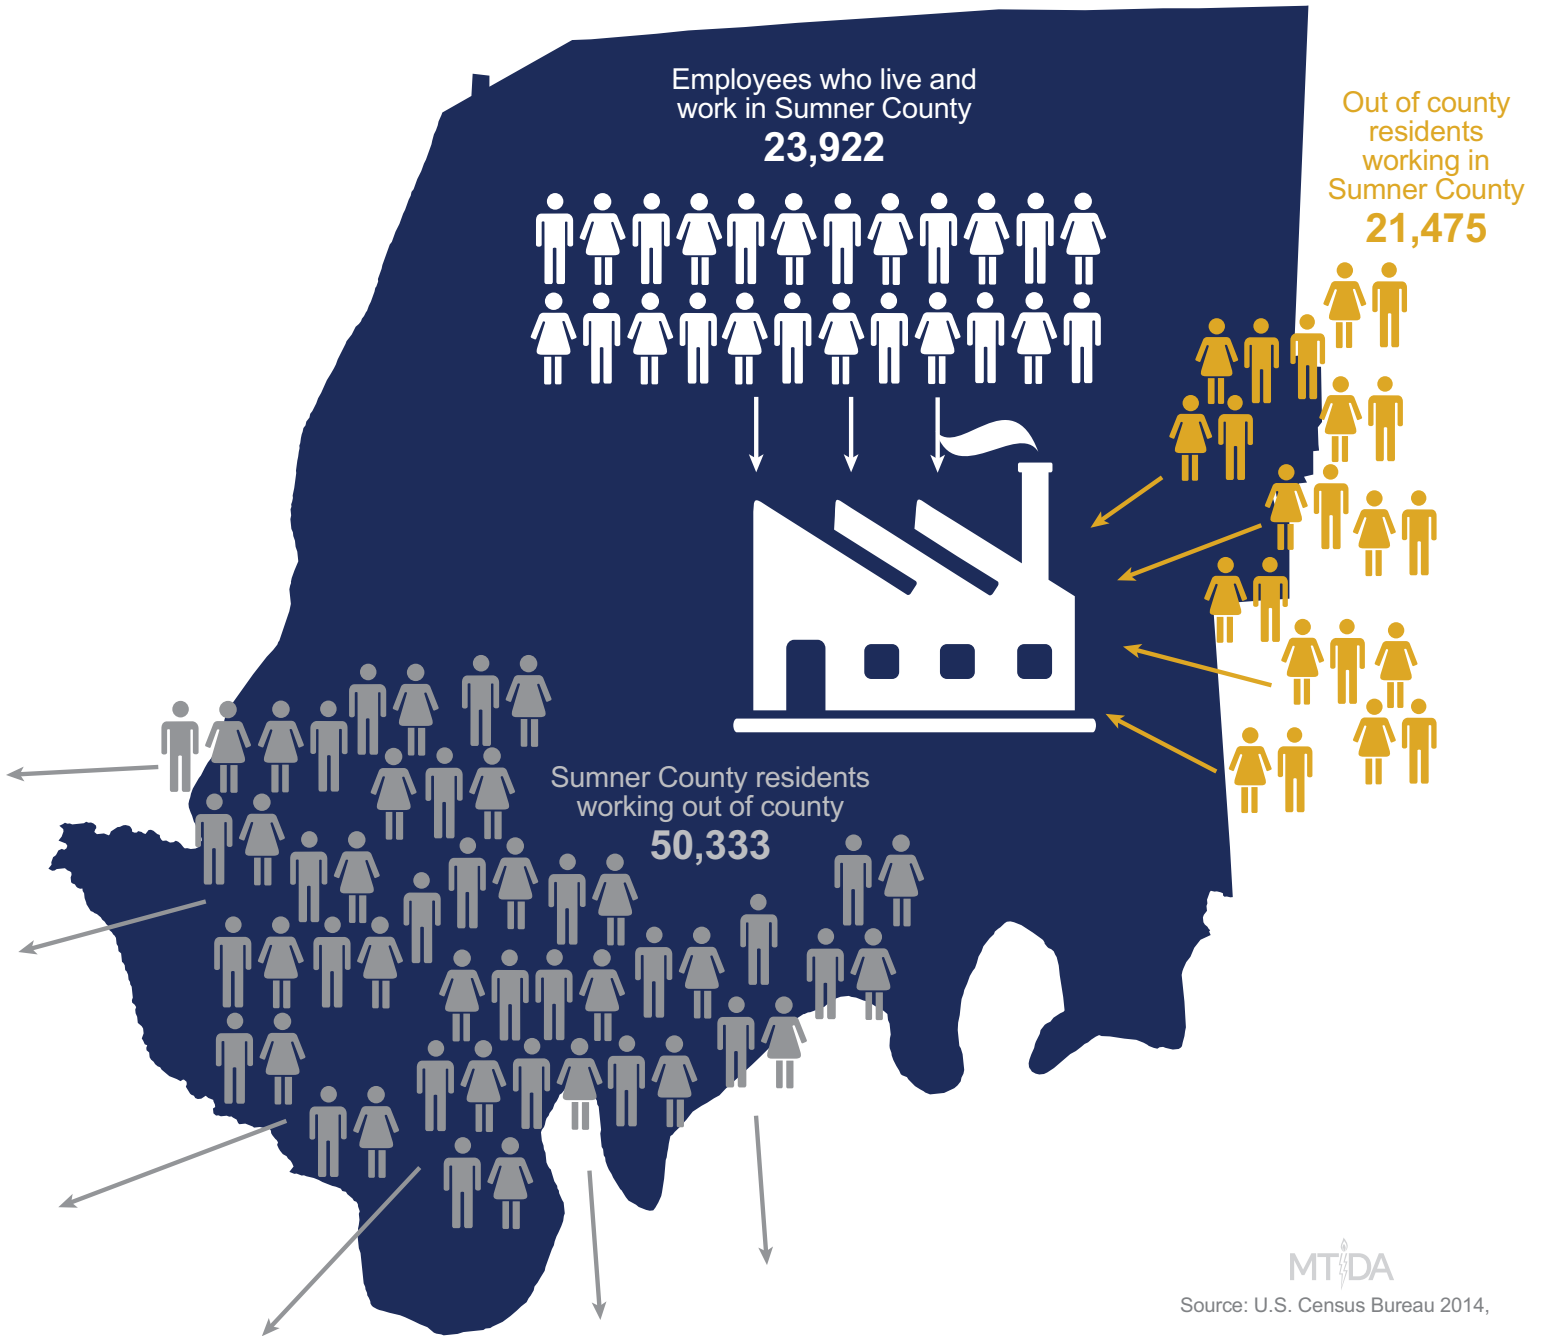 Employees who live and
work in Sumner County
23,922
Out of county
residents
working in
Sumner County
21,475
Sumner County residents
working out of county
50,333
MTIDA
Source: U.S. Census Bureau 2014,